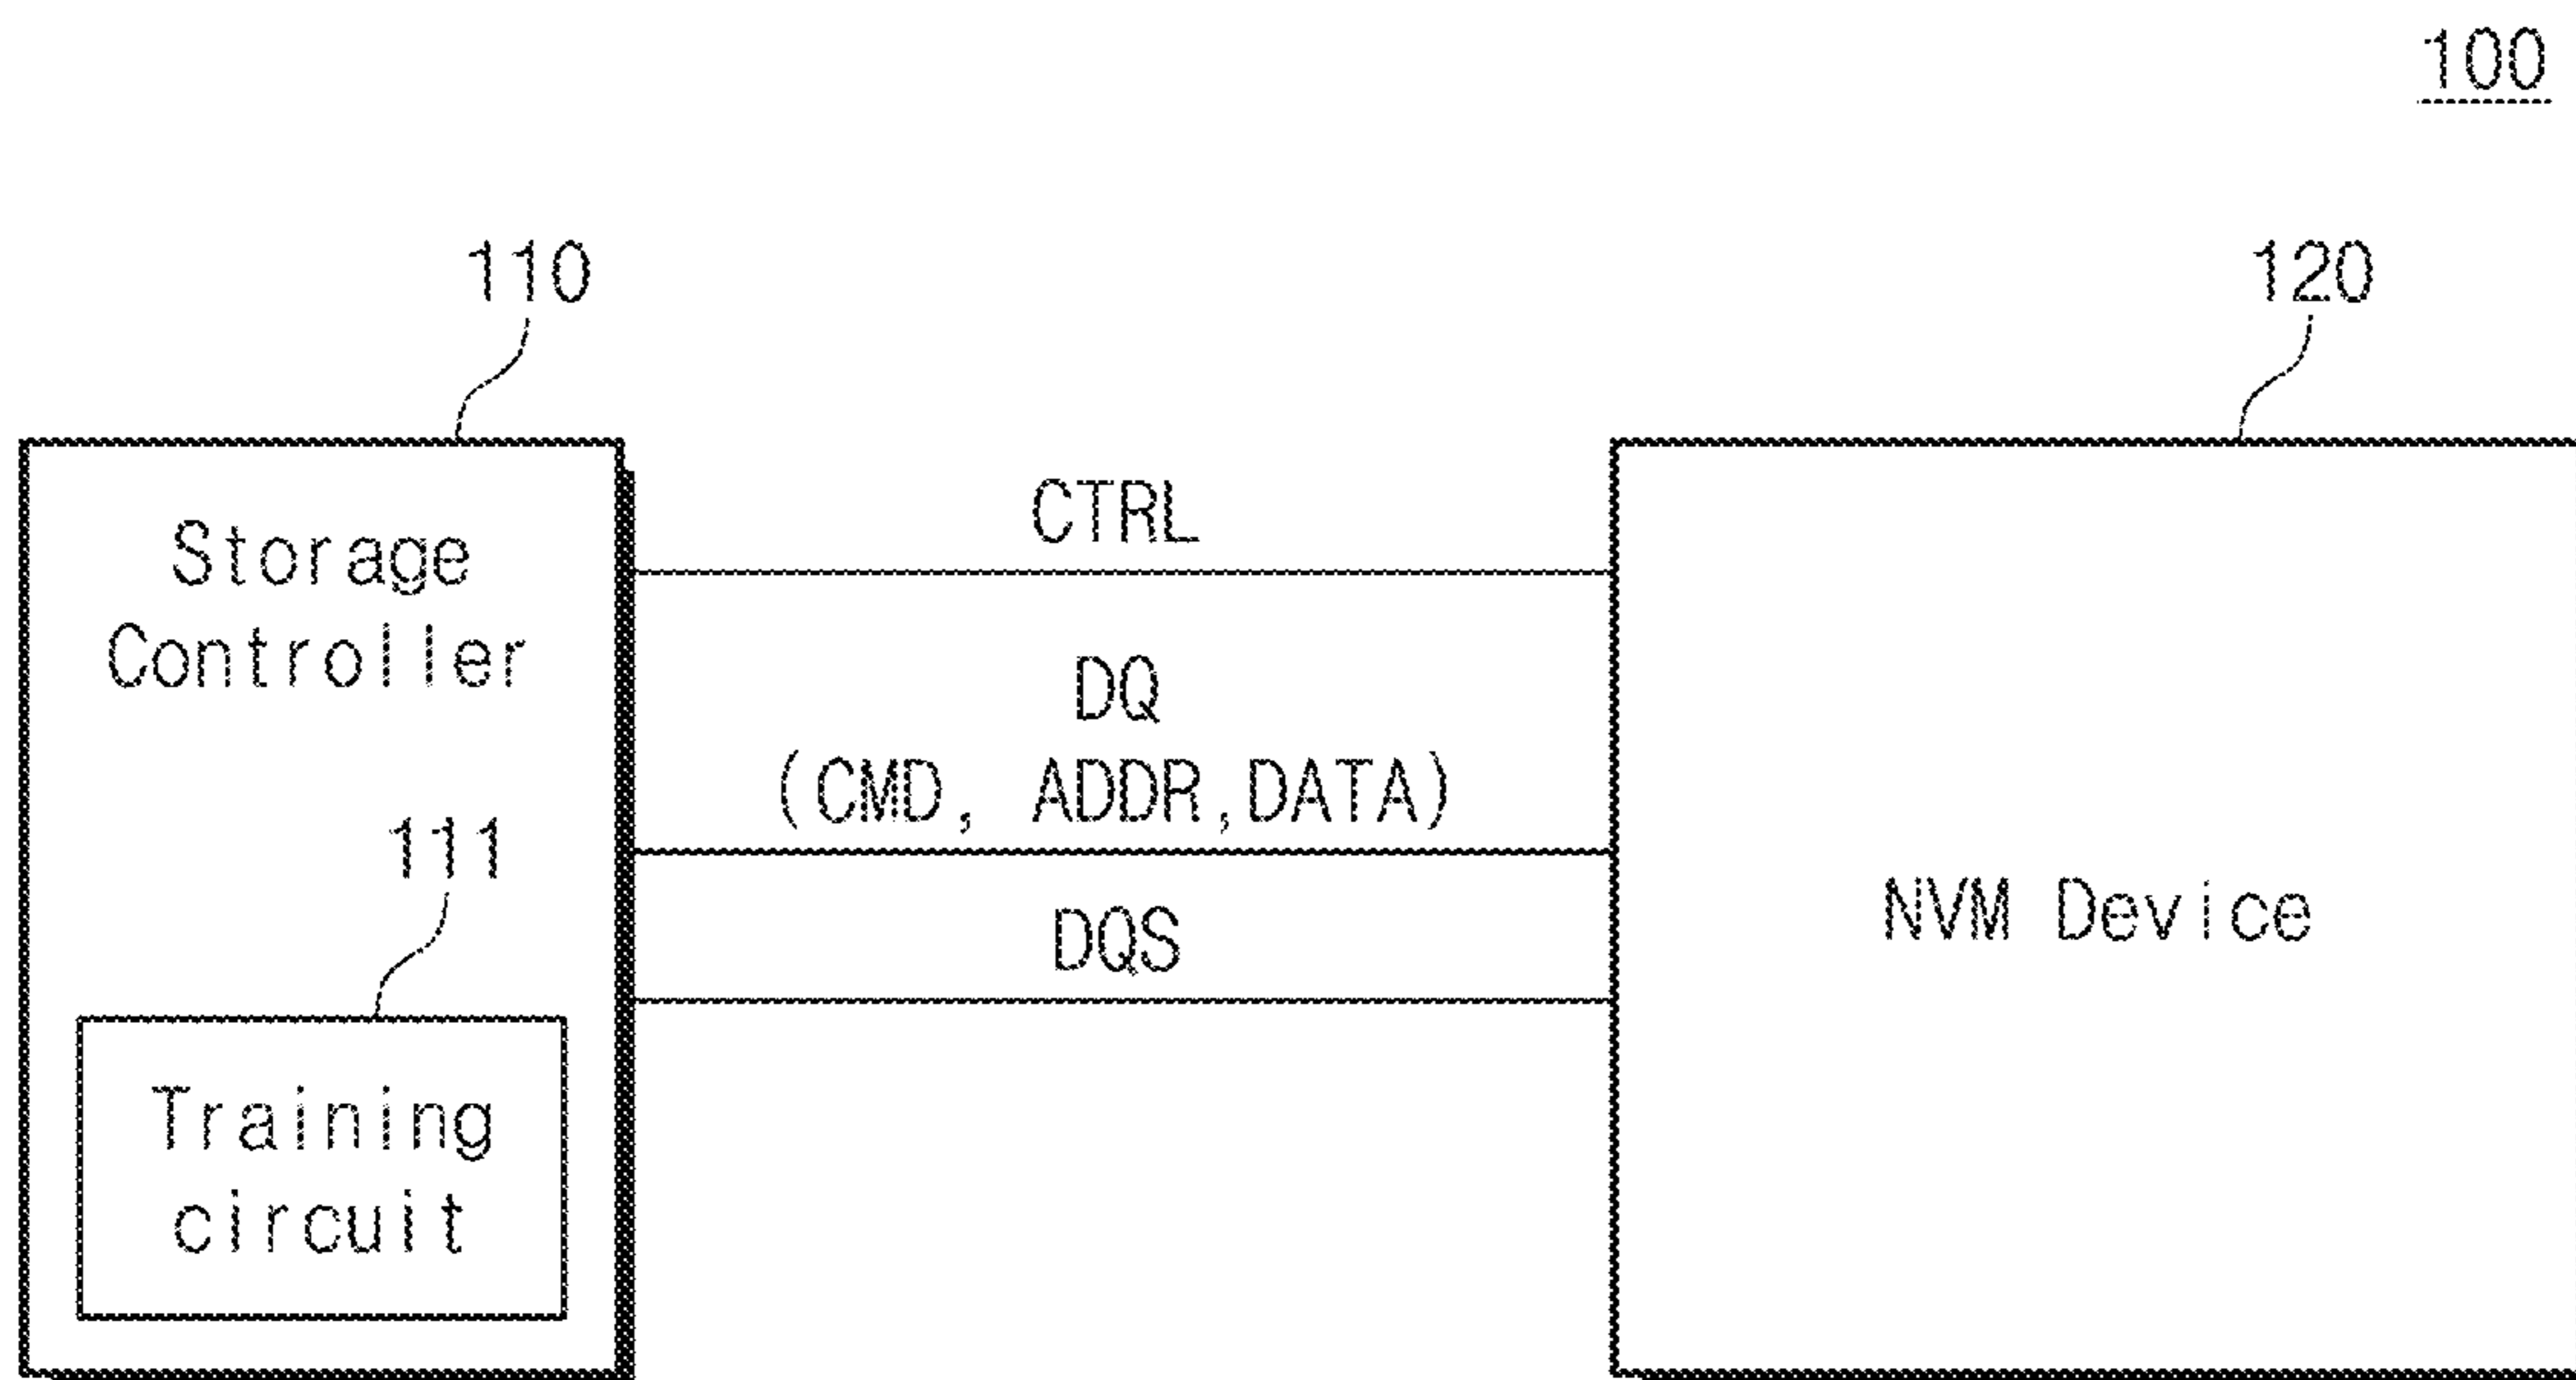 100
110
120
Storage
Controller
CTRL
DQ
(CMD, ADDR,DATA)
DQS
111
Training
circuit
NVM Device